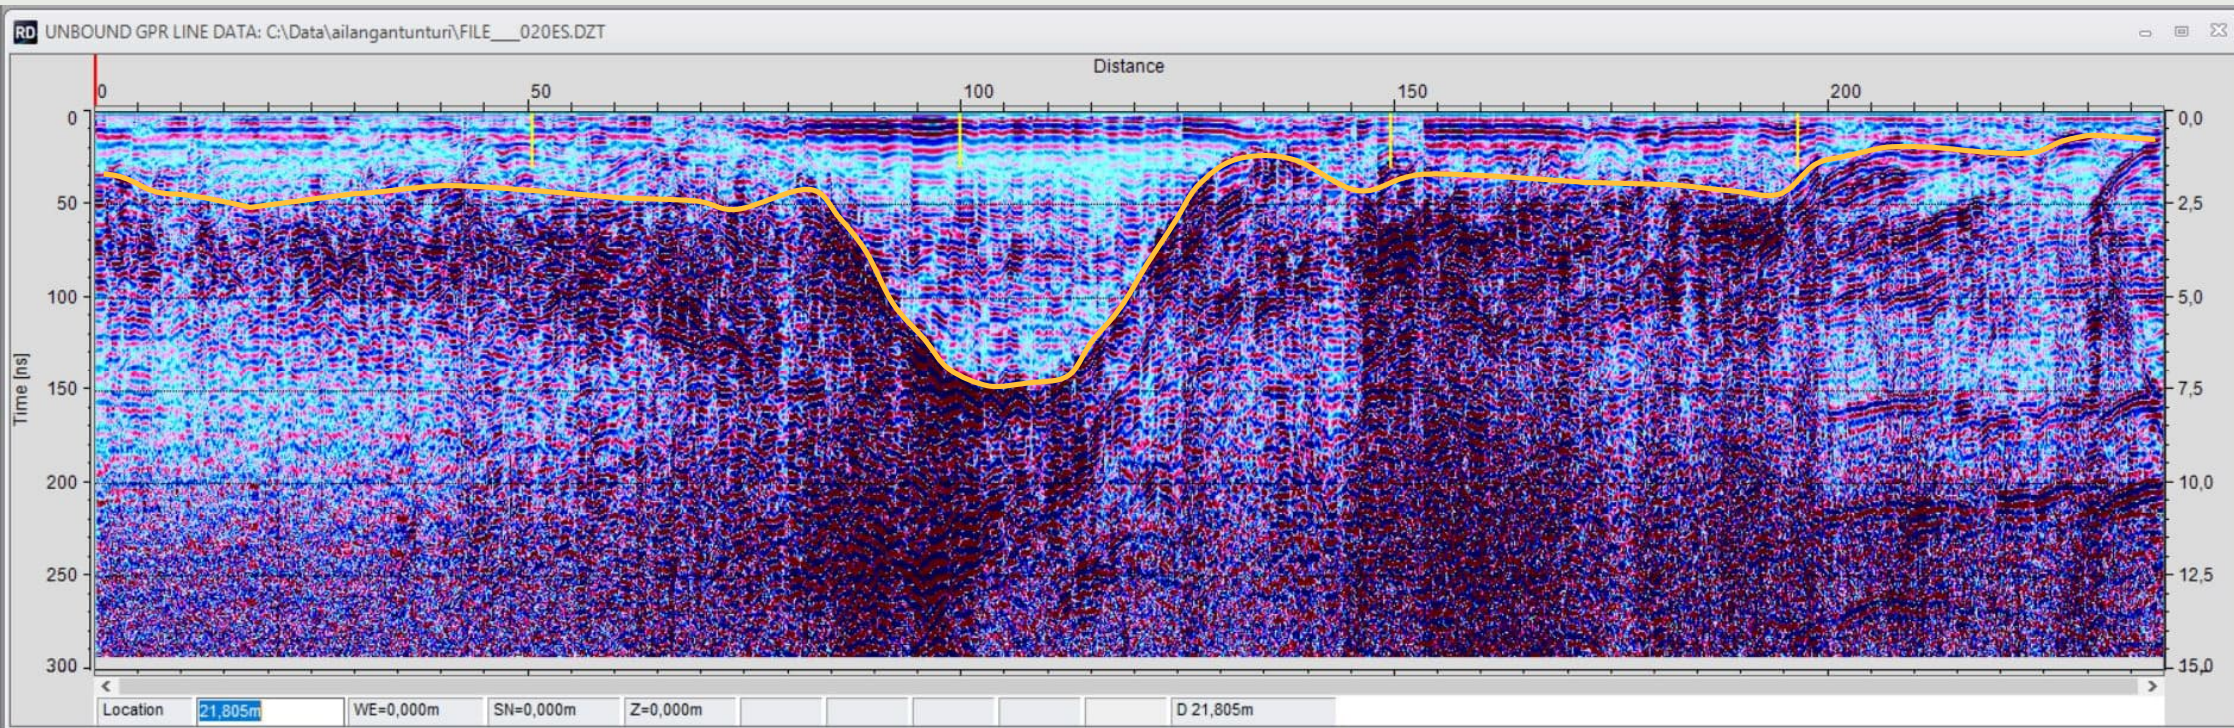 RD UNBOUND GPR LINE DATA: C:\Data\ailangantunturi\FILE___020ES.DZT
Distance
0 50 100 150 200
Time [ns]
0 0,0
50 2,5
100 5,0
150 7,5
200 10,0
250 12,5
300 15,0
Location 21,805m WE=0,000m SN=0,000m Z=0,000m D 21,805m